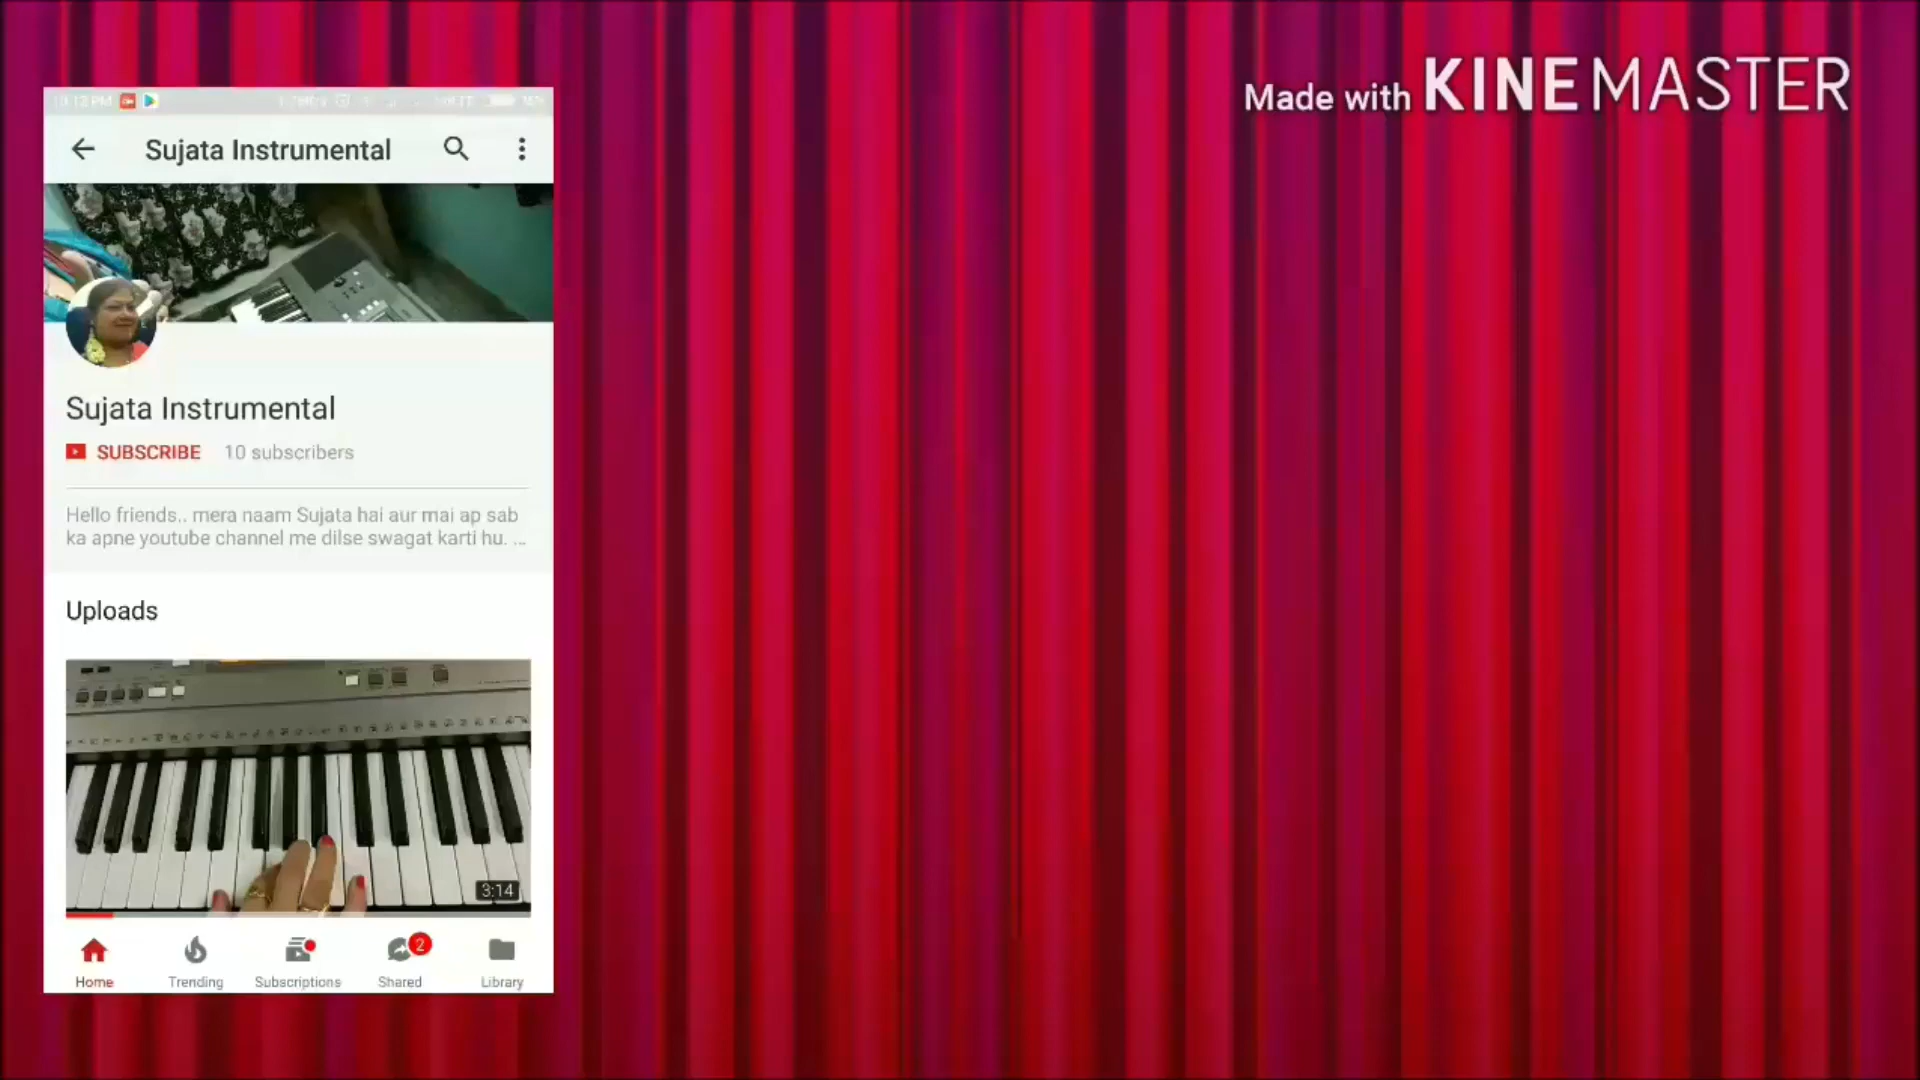 Made with KINEMASTER
Sujata Instrumental
Sujata Instrumental
SUBSCRIBE 10 subscribers
Hello friends.. mera naam Sujata hai aur mai ap sab
ka apne youtube channel me dilse swagat karti hu. ...
Uploads
3:14
2
Home Trending Subscriptions Shared Library